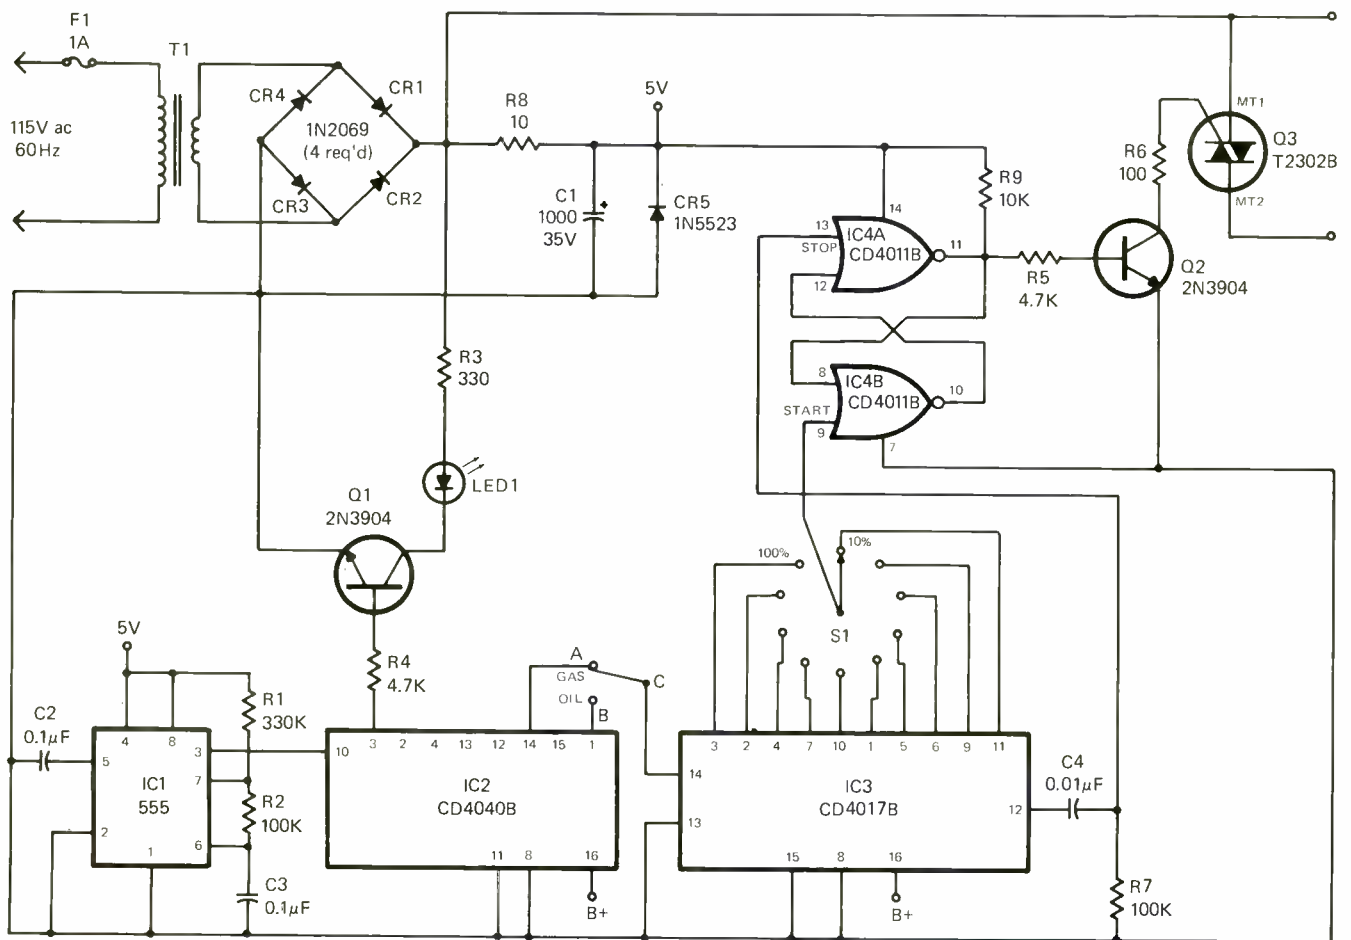 F1
1A
T1
115V ac
60Hz
CR4
CR1
1N2069
(4 req'd)
CR3
CR2
R8
10
5V
C1
1000
35V
+
CR5
1N5523
R9
10K
14
13
STOP
12
IC4A
CD4011B
11
R5
4.7K
R6
100
MT1
Q3
T2302B
MT2
Q2
2N3904
8
IC4B
CD4011B
10
START
9
7
R3
330
LED1
Q1
2N3904
R4
4.7K
100%
10%
S1
5V
R1
330K
C2
0.1μF
4
8
3
5
7
IC1
555
2
6
1
R2
100K
C3
0.1μF
A
GAS
C
OIL
B
10
3
2
4
13
12
14
15
1
IC2
CD4040B
11
8
16
B+
3
2
4
7
10
1
5
6
9
11
14
IC3
CD4017B
13
12
15
8
16
B+
C4
0.01μF
R7
100K